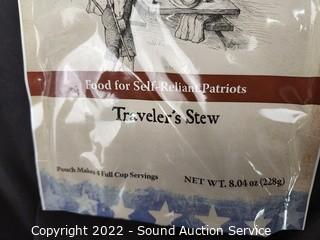 Food for Self-Reliant Patriots
Traveler's Stew
Pouch Makes 4 Full Cup Servings
NET WT. 8.04 oz (228g)
Copyright 2022 - Sound Auction Service